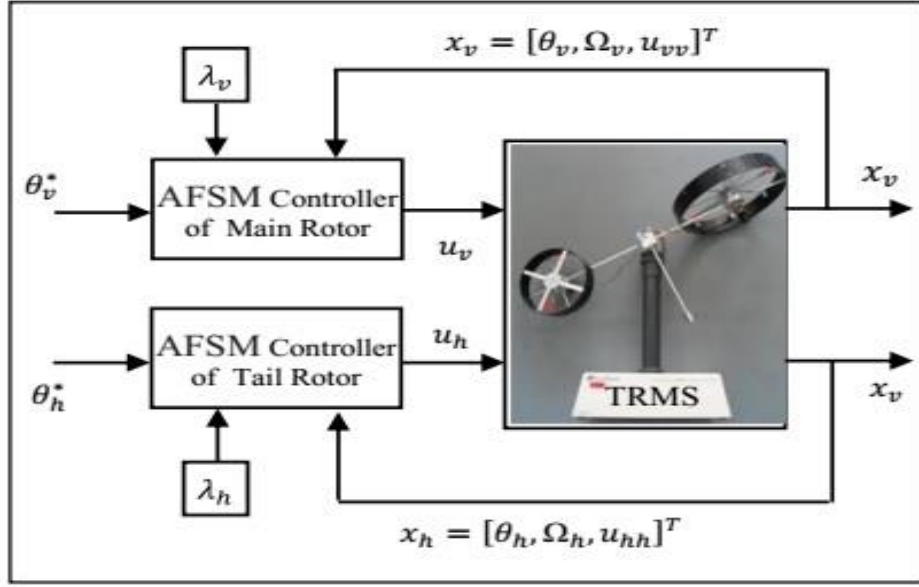 x_v = [θ_v, Ω_v, u_vv]^T
λ_v
θ_v^*
AFSM Controller
of Main Rotor
u_v
x_v
AFSM Controller
of Tail Rotor
u_h
θ_h^*
TRMS
x_v
λ_h
x_h = [θ_h, Ω_h, u_hh]^T